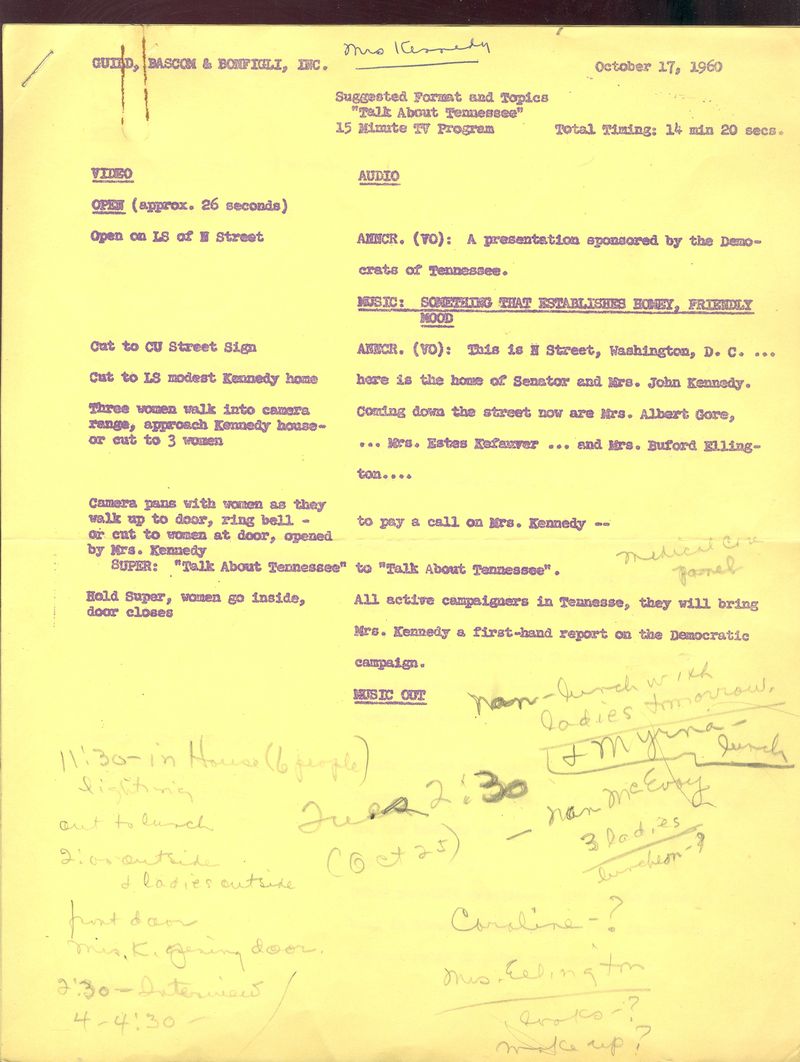 Mrs Kennedy
GUILD, BASCOM & BONFIGLI, INC.
October 17, 1960
Suggested Format and Topics
"Talk About Tennessee"
15 Minute TV Program Total Timing: 14 min 20 secs.
VIDEO AUDIO
OPEN (approx. 26 seconds)
Open on LS of N Street ANNCR. (VO): A presentation sponsored by the Demo-
crats of Tennessee.
MUSIC: SOMETHING THAT ESTABLISHES HOMEY, FRIENDLY
MOOD
Cut to CU Street Sign ANNCR. (VO): This is N Street, Washington, D. C. ...
Cut to LS modest Kennedy home here is the home of Senator and Mrs. John Kennedy.
Three women walk into camera Coming down the street now are Mrs. Albert Gore,
range, approach Kennedy house-
or cut to 3 women ... Mrs. Estes Kefauver ... and Mrs. Buford Elling-
ton....
Camera pans with women as they
walk up to door, ring bell - to pay a call on Mrs. Kennedy --
or cut to women at door, opened
by Mrs. Kennedy
SUPER: "Talk About Tennessee" to "Talk About Tennessee".
Medical Care
panel
Hold Super, women go inside, All active campaigners in Tennesse, they will bring
door closes
Mrs. Kennedy a first-hand report on the Democratic
campaign.
MUSIC OUT
Nan - lunch with
ladies tomorrow.
& Myrna -
lunch
11:30 - in House (6 people)
lighting
out to lunch
2:00 outside
& ladies outside
front door
Mrs. K. opening door.
2:30 - Interview
4 - 4:30 -
Tues 2:30
(Oct 25)
- Nan McEvoy
3 ladies
luncheon - ?
Caroline - ?
Mrs. Ellington
looks - ?
make up?